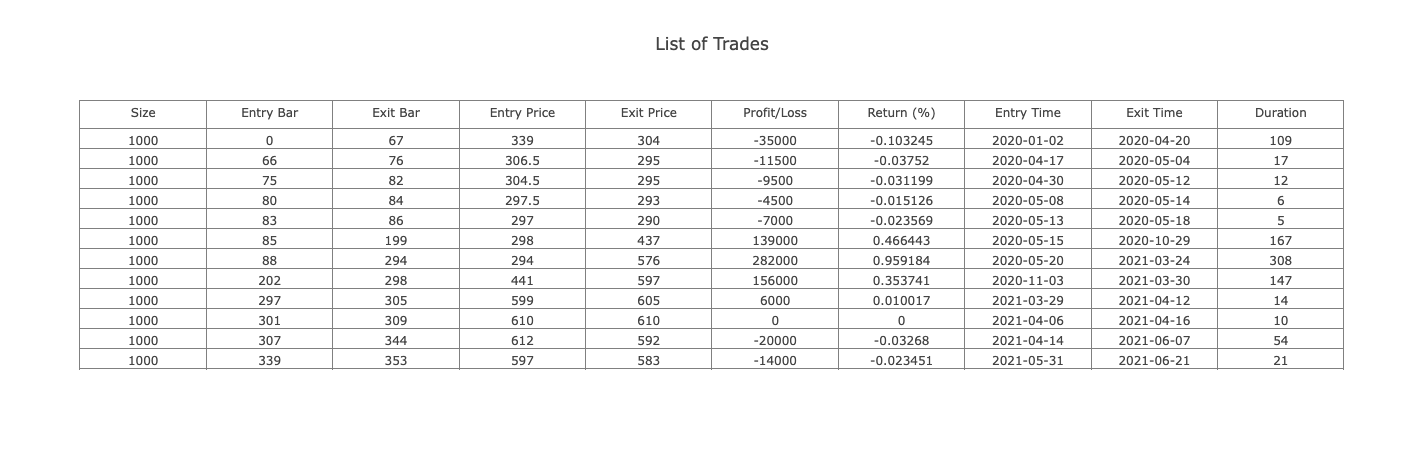 List of Trades
Size Entry Bar Exit Bar Entry Price Exit Price Profit/Loss Return (%) Entry Time Exit Time Duration
1000 0 67 339 304 -35000 -0.103245 2020-01-02 2020-04-20 109
1000 66 76 306.5 295 -11500 -0.03752 2020-04-17 2020-05-04 17
1000 75 82 304.5 295 -9500 -0.031199 2020-04-30 2020-05-12 12
1000 80 84 297.5 293 -4500 -0.015126 2020-05-08 2020-05-14 6
1000 83 86 297 290 -7000 -0.023569 2020-05-13 2020-05-18 5
1000 85 199 298 437 139000 0.466443 2020-05-15 2020-10-29 167
1000 88 294 294 576 282000 0.959184 2020-05-20 2021-03-24 308
1000 202 298 441 597 156000 0.353741 2020-11-03 2021-03-30 147
1000 297 305 599 605 6000 0.010017 2021-03-29 2021-04-12 14
1000 301 309 610 610 0 0 2021-04-06 2021-04-16 10
1000 307 344 612 592 -20000 -0.03268 2021-04-14 2021-06-07 54
1000 339 353 597 583 -14000 -0.023451 2021-05-31 2021-06-21 21